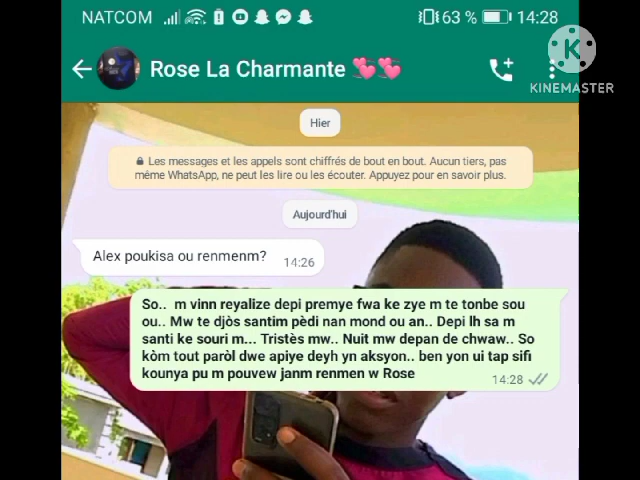 NATCOM 63 % 14:28
Rose La Charmante
KINEMASTER
Hier
Les messages et les appels sont chiffrés de bout en bout. Aucun tiers, pas
même WhatsApp, ne peut les lire ou les écouter. Appuyez pour en savoir plus.
Aujourd'hui
Alex poukisa ou renmenm? 14:26
So.. m vinn reyalize depi premye fwa ke zye m te tonbe sou
ou.. Mw te djòs santim pèdi nan mond ou an.. Depi lh sa m
santi ke souri m... Tristès mw.. Nuit mw depan de chwaw.. So
kòm tout paròl dwe apiye deyh yn aksyon.. ben yon ui tap sifi
kounya pu m pouvew janm renmen w Rose
14:28